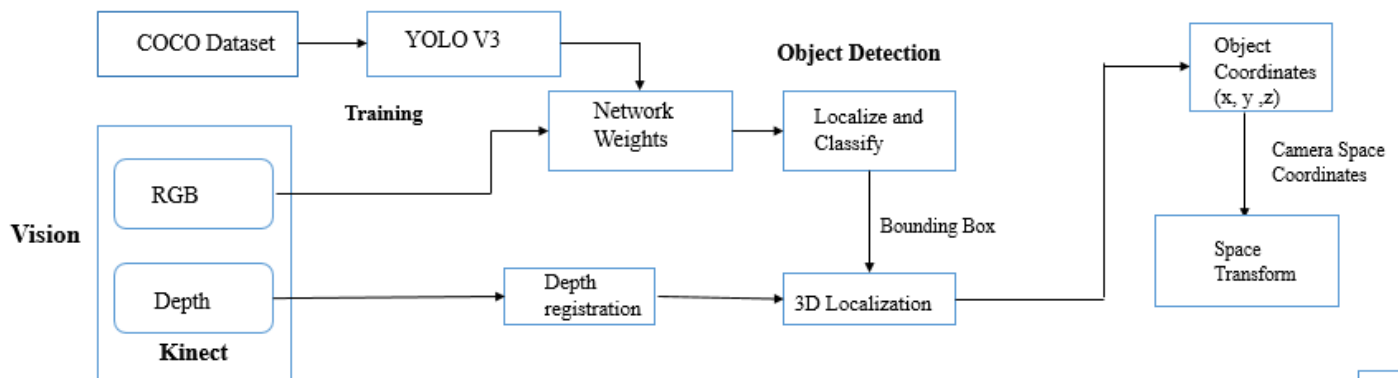 COCO Dataset
YOLO V3
Object Detection
Object
Coordinates
(x, y ,z)
Training
Network
Weights
Localize and
Classify
Camera Space
Coordinates
RGB
Vision
Bounding Box
Space
Transform
Depth
Depth
registration
3D Localization
Kinect